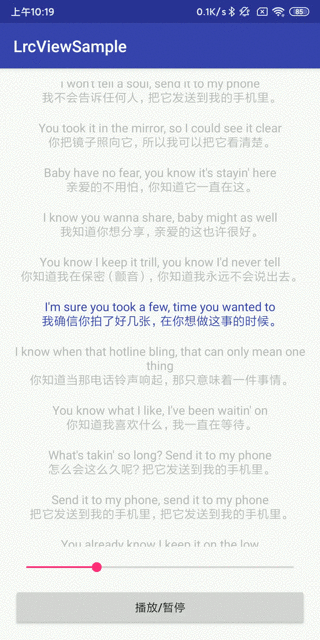 上午10:19
0.1K/s
85
LrcViewSample
I won't tell a soul, send it to my phone
我不会告诉任何人, 把它发送到我的手机里。
You took it in the mirror, so I could see it clear
你把镜子照向它, 所以我可以把它看清楚。
Baby have no fear, you know it's stayin' here
亲爱的不用怕, 你知道它一直在这。
I know you wanna share, baby might as well
我知道你想分享, 亲爱的这也许很好。
You know I keep it trill, you know I'd never tell
你知道我在保密 (颤音) , 你知道我永远不会说出去。
I'm sure you took a few, time you wanted to
我确信你拍了好几张, 在你想做这事的时候。
I know when that hotline bling, that can only mean one
thing
你知道当那电话铃声响起, 那只意味着一件事情。
You know what I like, I've been waitin' on
你知道我喜欢什么, 我一直在等待。
What's takin' so long? Send it to my phone
怎么会这么久呢? 把它发送到我的手机里。
Send it to my phone, send it to my phone
把它发送到我的手机里, 把它发送到我的手机里。
You already know I keep it on the low
播放/暂停